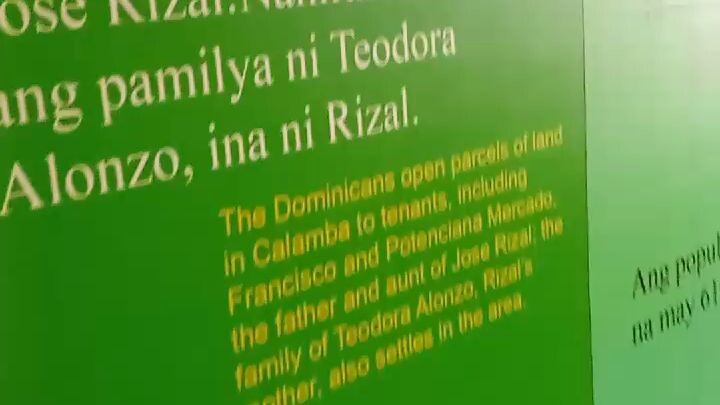 ose Rizal.
ang pamilya ni Teodora
Alonzo, ina ni Rizal.
The Dominicans open parcels of land
in Calamba to tenants, including
Francisco and Potenciana Mercado,
the father and aunt of Jose Rizal; the
family of Teodora Alonzo, Rizal's
mother, also settles in the area.
Ang popul
na may 61